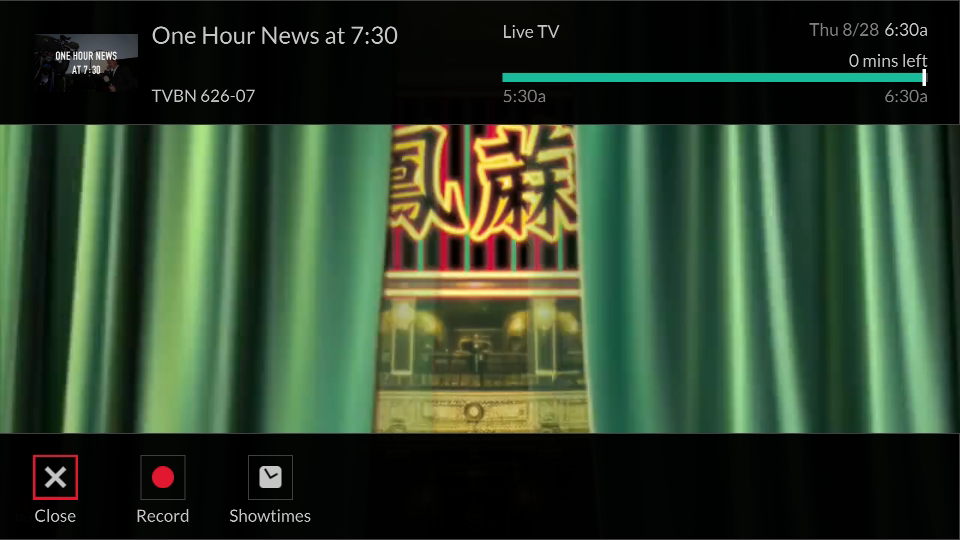 One Hour News at 7:30
Live TV
Thu 8/28 6:30a
ONE HOUR NEWS
AT 7:30
0 mins left
TVBN 626-07
5:30a
6:30a
Close
Record
Showtimes